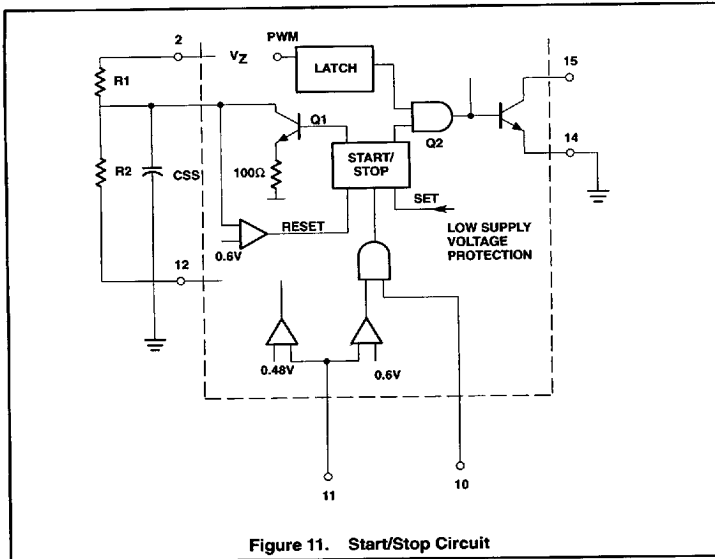 2
VZ
PWM
LATCH
15
R1
Q1
Q2
14
R2
CSS
100Ω
START/
STOP
SET
RESET
LOW SUPPLY
VOLTAGE
PROTECTION
0.6V
12
0.48V
0.6V
11
10
Figure 11. Start/Stop Circuit